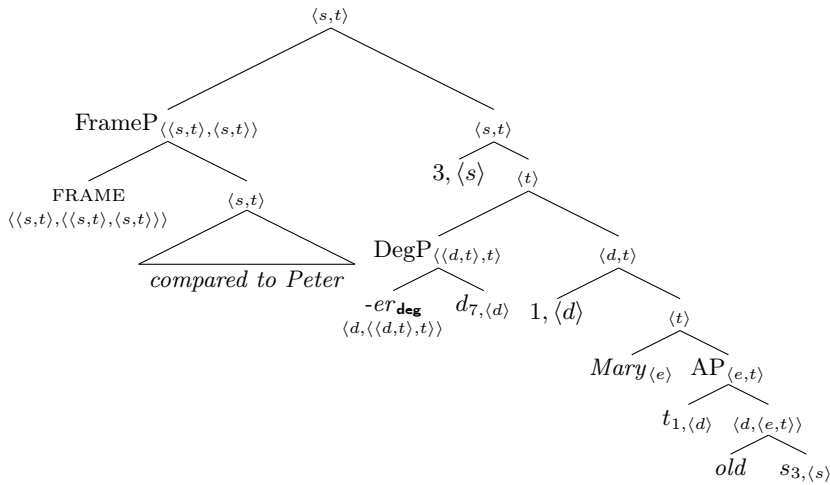 ⟨s,t⟩
FrameP⟨⟨s,t⟩,⟨s,t⟩⟩ ⟨s,t⟩
FRAME ⟨s,t⟩ 3,⟨s⟩ ⟨t⟩
⟨⟨s,t⟩,⟨⟨s,t⟩,⟨s,t⟩⟩⟩
compared to Peter DegP⟨⟨d,t⟩,t⟩ ⟨d,t⟩
-er_deg d7,⟨d⟩ 1,⟨d⟩ ⟨t⟩
⟨d,⟨⟨d,t⟩,t⟩⟩
Mary⟨e⟩ AP⟨e,t⟩
t1,⟨d⟩ ⟨d,⟨e,t⟩⟩
old s3,⟨s⟩